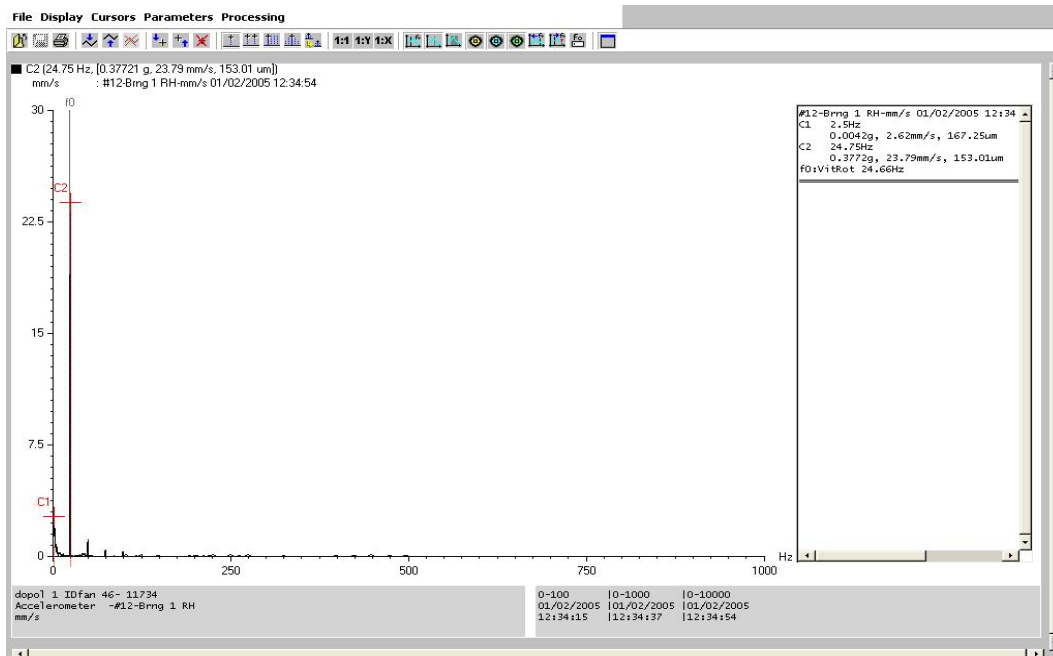 File Display Cursors Parameters Processing
1:1 1:Y 1:X
C2 (24.75 Hz, [0.37721 g, 23.79 mm/s, 153.01 um])
mm/s : #12-Brng 1 RH-mm/s 01/02/2005 12:34:54
f0
30
C2
22.5
15
7.5
C1
0
0 250 500 750 1000
Hz
#12-Brng 1 RH-mm/s 01/02/2005 12:34
C1 2.5Hz
0.0042g, 2.62mm/s, 167.25um
C2 24.75Hz
0.3772g, 23.79mm/s, 153.01um
f0:VitRot 24.66Hz
dopol 1 IDfan 46- 11734
Accelerometer -#12-Brng 1 RH
mm/s
0-100 |0-1000 |0-10000
01/02/2005 |01/02/2005 |01/02/2005
12:34:15 |12:34:37 |12:34:54